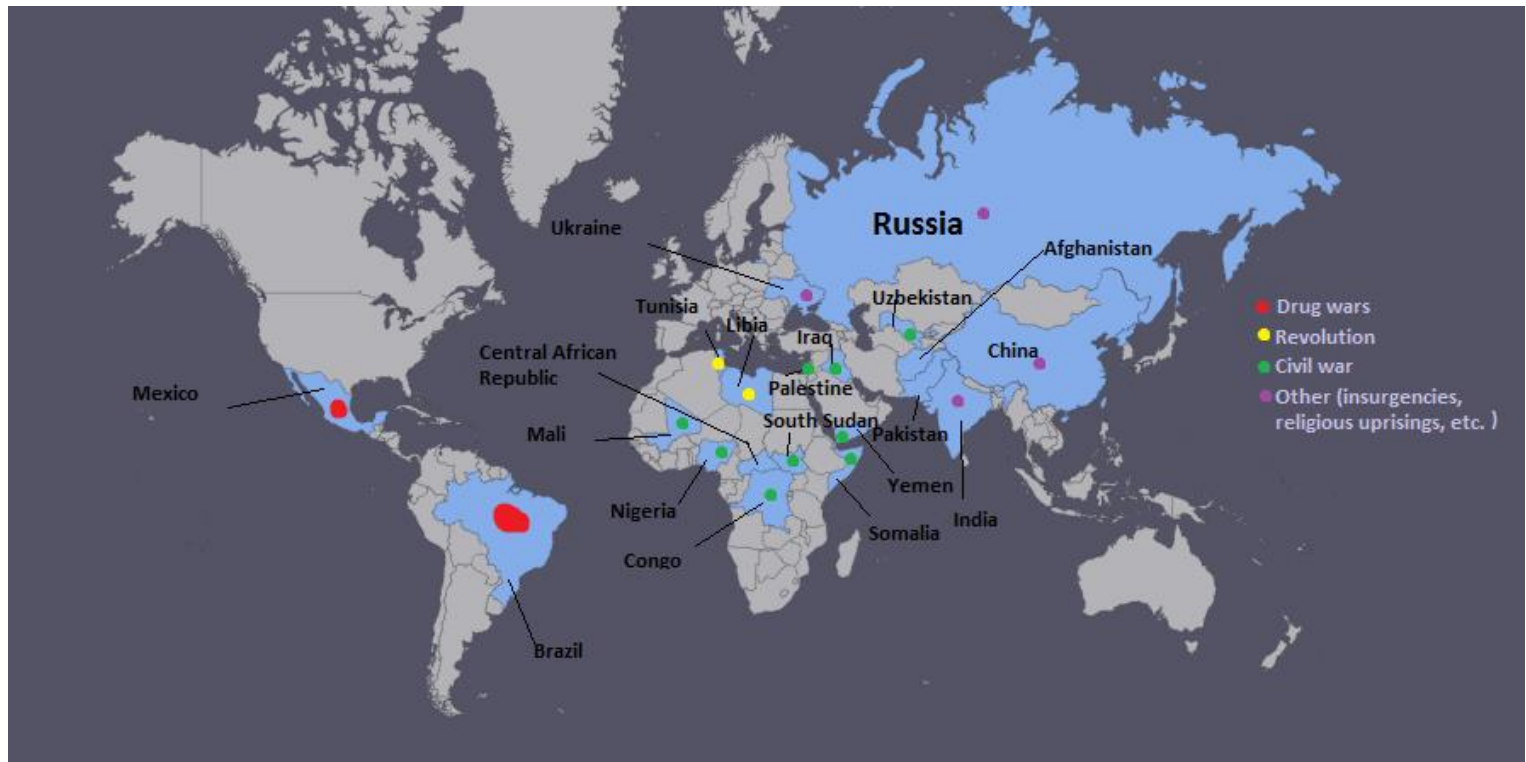 Russia
Ukraine
Afghanistan
Uzbekistan
Tunisia
Libia
Iraq
China
Central African
Republic
Palestine
Mexico
South Sudan
Mali
Pakistan
Yemen
Nigeria
India
Somalia
Congo
Brazil
Drug wars
Revolution
Civil war
Other (insurgencies,
religious uprisings, etc. )